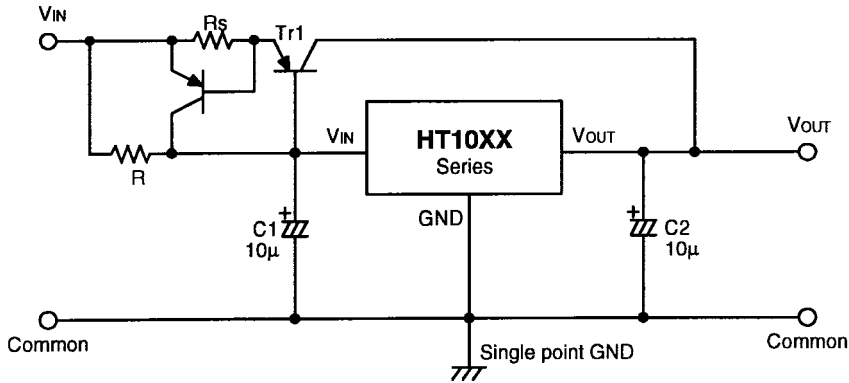 VIN
Rs
Tr1
R
VIN
HT10XX
Series
VOUT
VOUT
GND
C1
10μ
C2
10μ
Common
Single point GND
Common